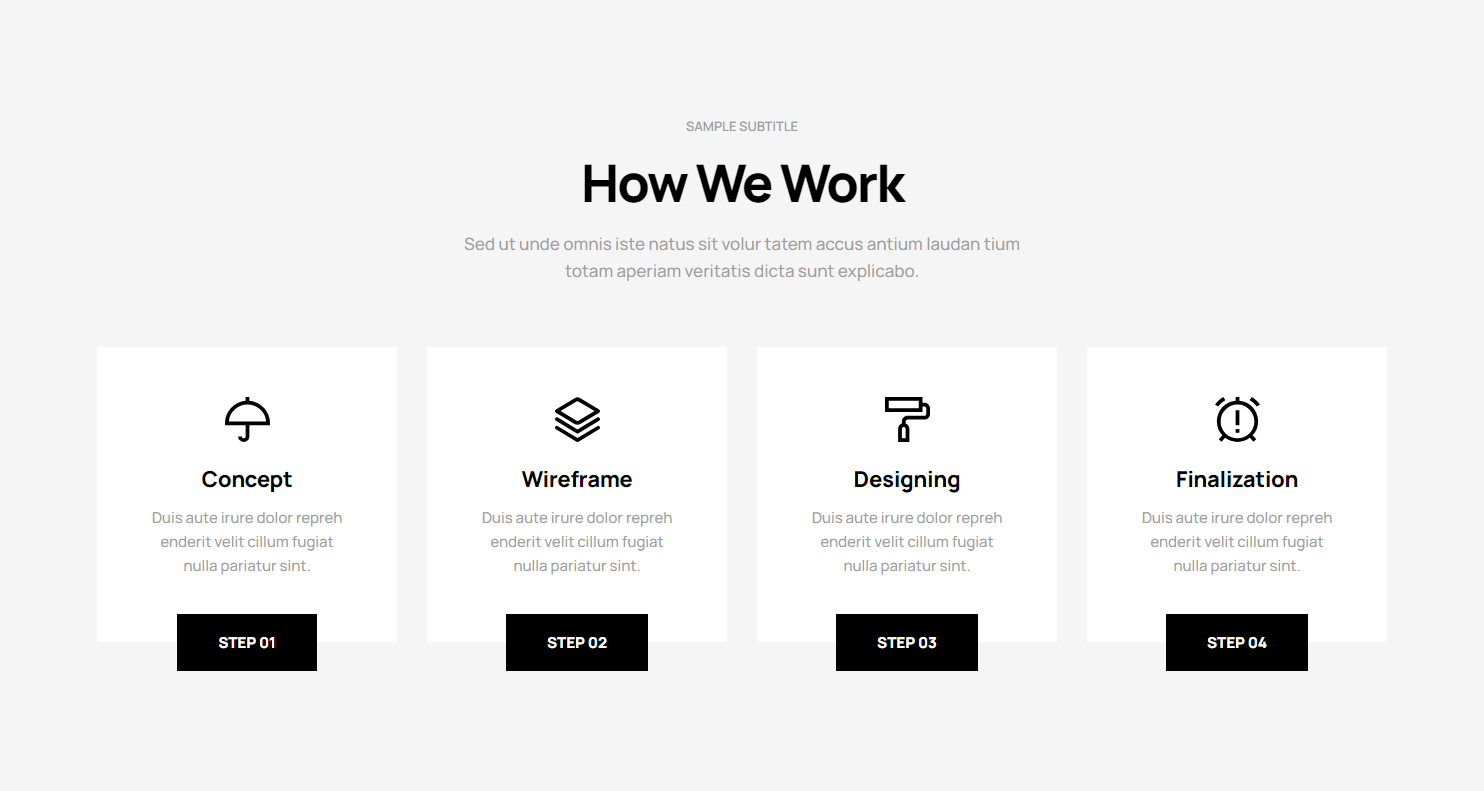 SAMPLE SUBTITLE
How We Work
Sed ut unde omnis iste natus sit volur tatem accus antium laudan tium
totam aperiam veritatis dicta sunt explicabo.
Concept
Duis aute irure dolor repreh
enderit velit cillum fugiat
nulla pariatur sint.
STEP 01
Wireframe
Duis aute irure dolor repreh
enderit velit cillum fugiat
nulla pariatur sint.
STEP 02
Designing
Duis aute irure dolor repreh
enderit velit cillum fugiat
nulla pariatur sint.
STEP 03
Finalization
Duis aute irure dolor repreh
enderit velit cillum fugiat
nulla pariatur sint.
STEP 04